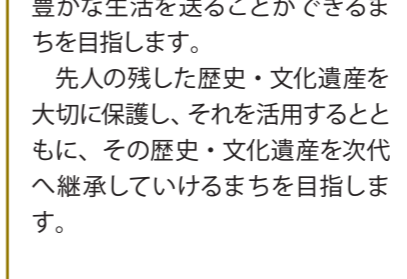 豊かな生活を送ることができるま
ちを目指します。
　先人の残した歴史・文化遺産を
大切に保護し、それを活用するとと
もに、その歴史・文化遺産を次代
へ継承していけるまちを目指しま
す。